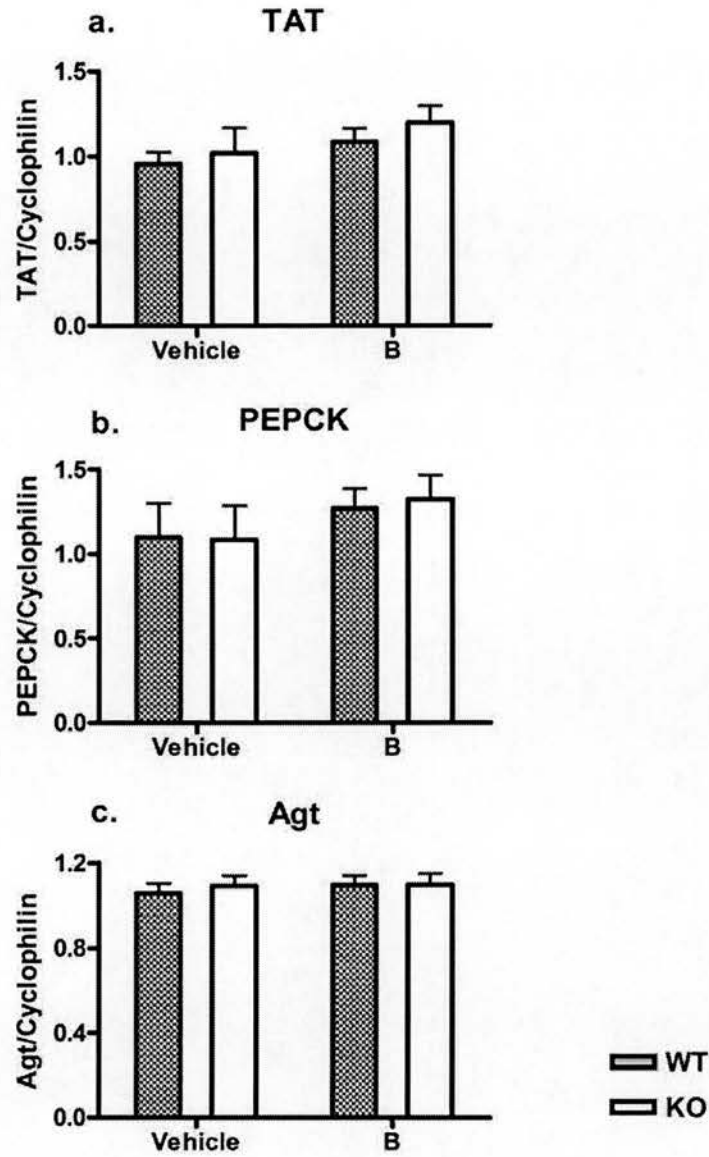 a. TAT
TAT/Cyclophilin
1.5
1.0
0.5
0.0
Vehicle B
b. PEPCK
PEPCK/Cyclophilin
1.5
1.0
0.5
0.0
Vehicle B
c. Agt
Agt/Cyclophilin
1.2
0.8
0.4
0.0
Vehicle B
WT
KO